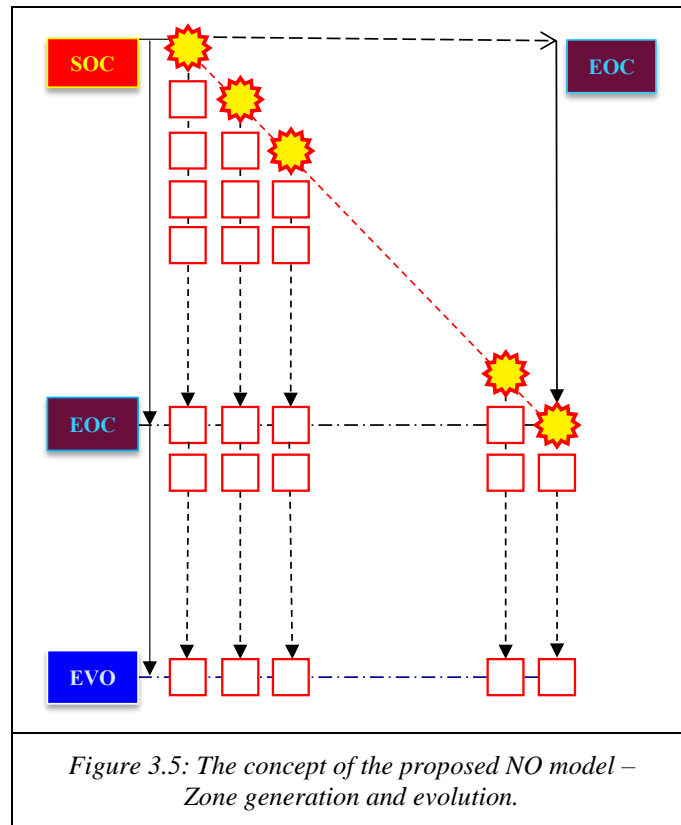 SOC
EOC
EOC
EVO
Figure 3.5: The concept of the proposed NO model –
Zone generation and evolution.